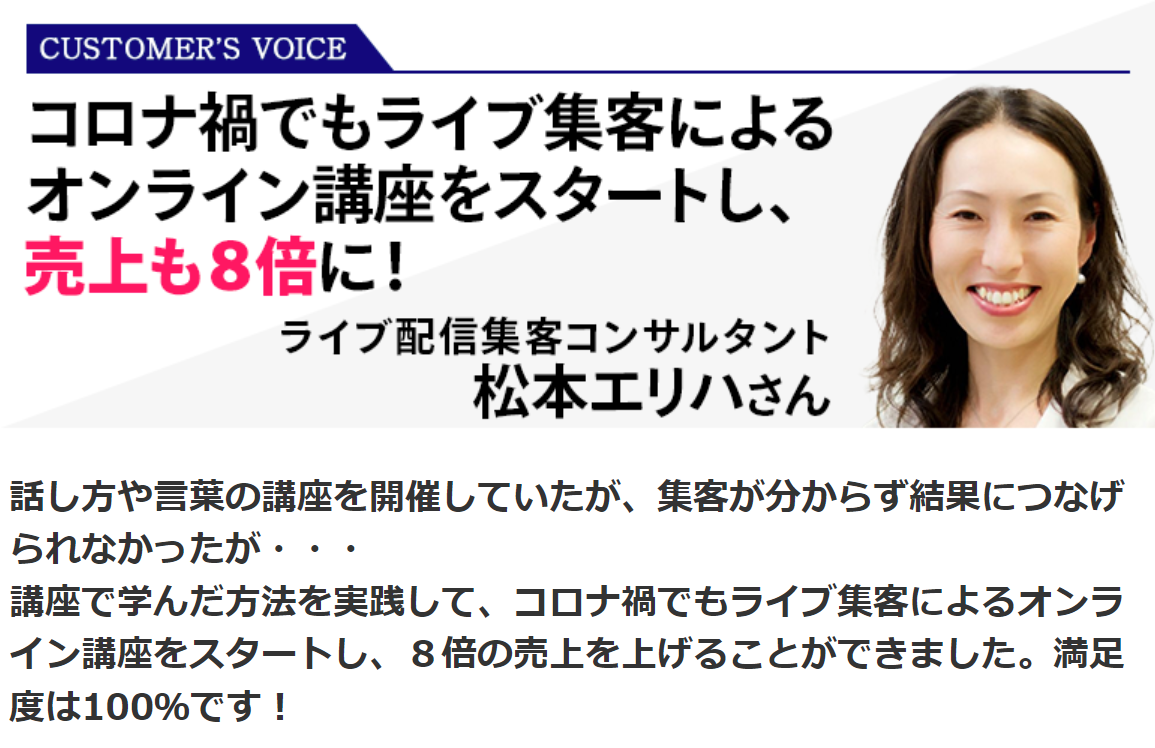 CUSTOMER'S VOICE
コロナ禍でもライブ集客による
オンライン講座をスタートし、
売上も８倍に！
ライブ配信集客コンサルタント
松本エリハさん
話し方や言葉の講座を開催していたが、集客が分からず結果につなげ
られなかったが・・・
講座で学んだ方法を実践して、コロナ禍でもライブ集客によるオンラ
イン講座をスタートし、８倍の売上を上げることができました。満足
度は100%です！